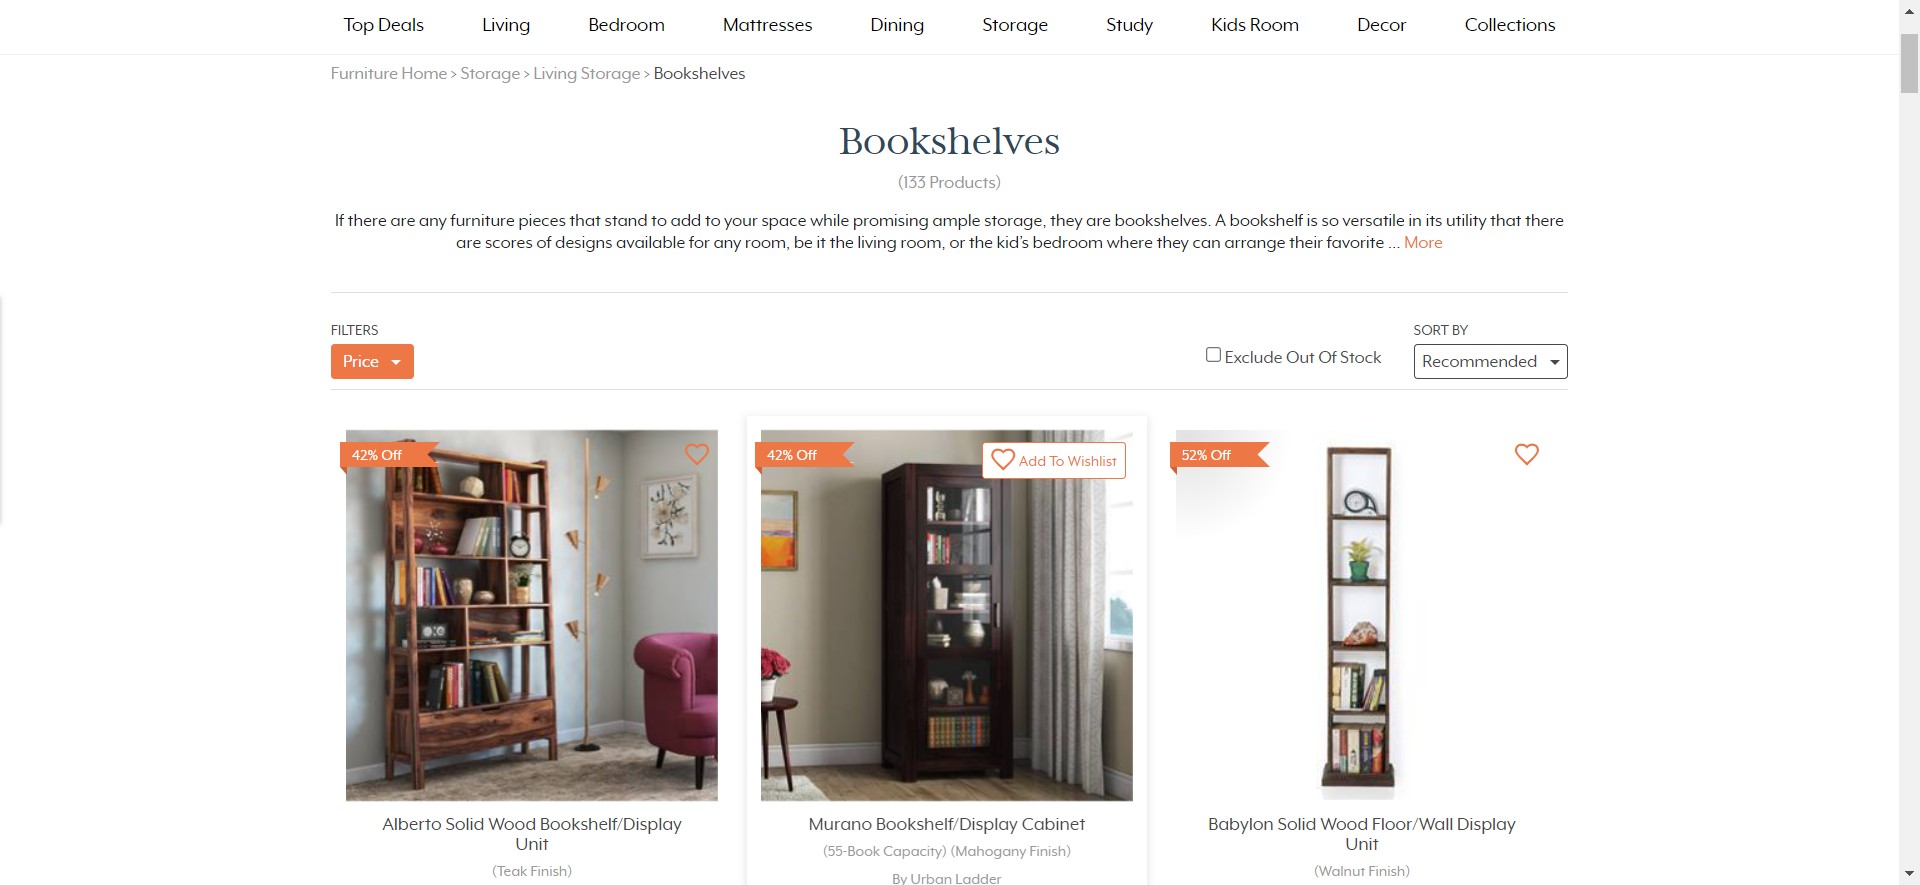 Top Deals Living Bedroom Mattresses Dining Storage Study Kids Room Decor Collections
Furniture Home > Storage > Living Storage > Bookshelves
Bookshelves
(133 Products)
If there are any furniture pieces that stand to add to your space while promising ample storage, they are bookshelves. A bookshelf is so versatile in its utility that there
are scores of designs available for any room, be it the living room, or the kid's bedroom where they can arrange their favorite ... More
FILTERS
Price
Exclude Out Of Stock
SORT BY
Recommended
42% Off
42% Off
Add To Wishlist
52% Off
Alberto Solid Wood Bookshelf/Display
Unit
(Teak Finish)
Murano Bookshelf/Display Cabinet
(55-Book Capacity) (Mahogany Finish)
By Urban Ladder
Babylon Solid Wood Floor/Wall Display
Unit
(Walnut Finish)